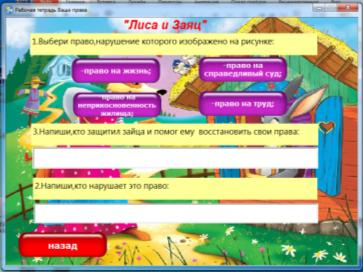 Рабочая тетрадь Ваши права
"Лиса и Заяц"
1.Выбери право,нарушение которого изображено на рисунке:
-право на жизнь;
-право на
справедливый суд;
-право на
неприкосновенность
жилища;
-право на труд;
3.Напиши,кто защитил зайца и помог ему восстановить свои права:
2.Напиши,кто нарушает это право:
назад